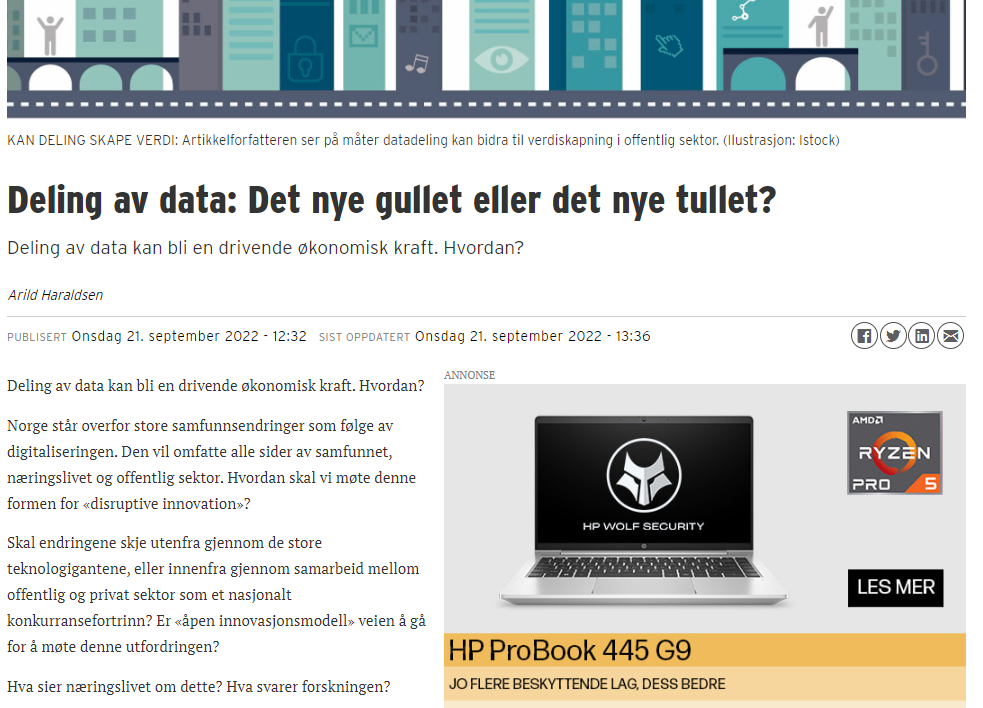 KAN DELING SKAPE VERDI: Artikkelforfatteren ser på måter datadeling kan bidra til verdiskapning i offentlig sektor. (Ilustrasjon: Istock)
Deling av data: Det nye gullet eller det nye tullet?
Deling av data kan bli en drivende økonomisk kraft. Hvordan?
Arild Haraldsen
PUBLISERT Onsdag 21. september 2022 - 12:32 SIST OPPDATERT Onsdag 21. september 2022 - 13:36
Deling av data kan bli en drivende økonomisk kraft. Hvordan?
Norge står overfor store samfunnsendringer som følge av
digitaliseringen. Den vil omfatte alle sider av samfunnet,
næringslivet og offentlig sektor. Hvordan skal vi møte denne
formen for «disruptive innovation»?
Skal endringene skje utenfra gjennom de store
teknologigantene, eller innenfra gjennom samarbeid mellom
offentlig og privat sektor som et nasjonalt
konkurransefortrinn? Er «åpen innovasjonsmodell» veien å gå
for å møte denne utfordringen?
Hva sier næringslivet om dette? Hva svarer forskningen?
ANNONSE
HP WOLF SECURITY
AMD
RYZEN
PRO 5
LES MER
HP ProBook 445 G9
JO FLERE BESKYTTENDE LAG, DESS BEDRE